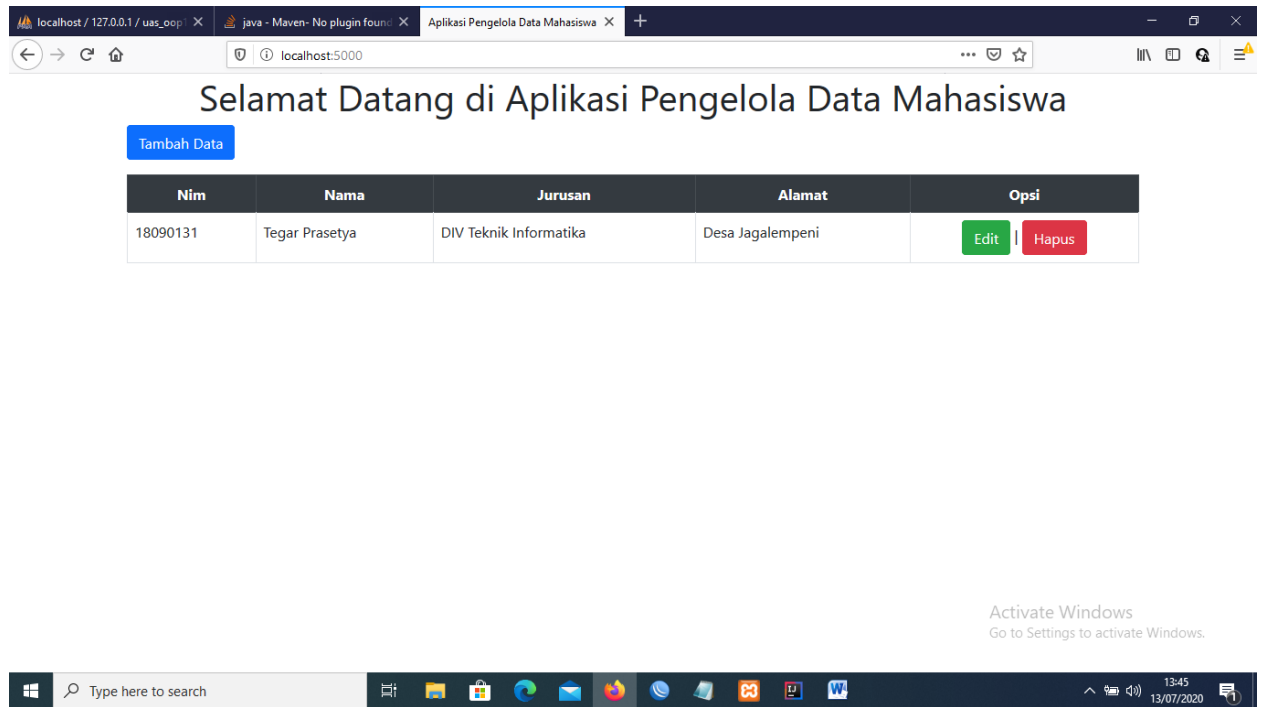 localhost / 127.0.0.1 / uas_oop1
java - Maven- No plugin found
Aplikasi Pengelola Data Mahasiswa
localhost:5000
Selamat Datang di Aplikasi Pengelola Data Mahasiswa
Tambah Data
Nim Nama Jurusan Alamat Opsi
18090131 Tegar Prasetya DIV Teknik Informatika Desa Jagalempeni Edit | Hapus
Activate Windows
Go to Settings to activate Windows.
Type here to search
13:45
13/07/2020